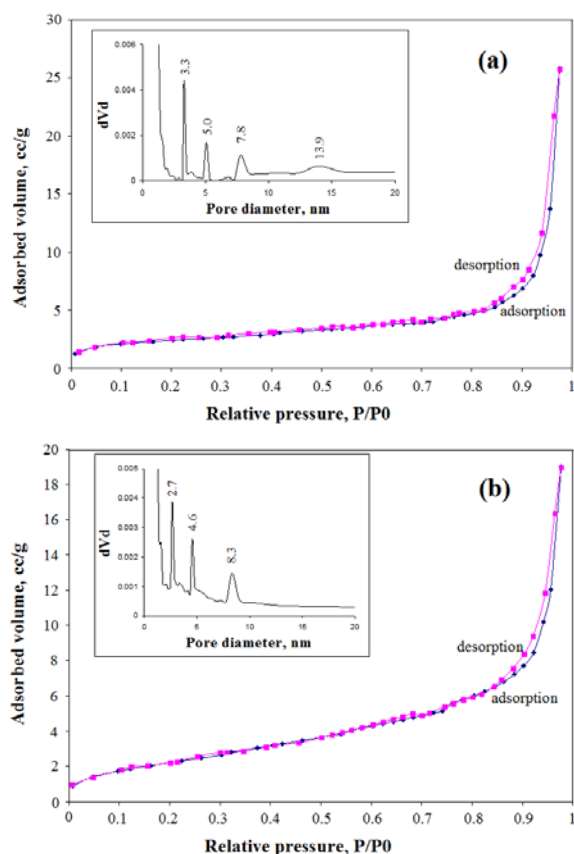 30
25
20
15
10
5
0
Adsorbed volume, cc/g
(a)
0.006
0.004
0.002
0
dVd
3.3
5.0
7.8
13.9
0 5 10 15 20
Pore diameter, nm
desorption
adsorption
0 0.1 0.2 0.3 0.4 0.5 0.6 0.7 0.8 0.9 1
Relative pressure, P/P0
20
18
16
14
12
10
8
6
4
2
0
Adsorbed volume, cc/g
(b)
0.005
0.004
0.003
0.002
0.001
0
dVd
2.7
4.6
8.3
0 5 10 15 20
Pore diameter, nm
desorption
adsorption
0 0.1 0.2 0.3 0.4 0.5 0.6 0.7 0.8 0.9 1
Relative pressure, P/P0